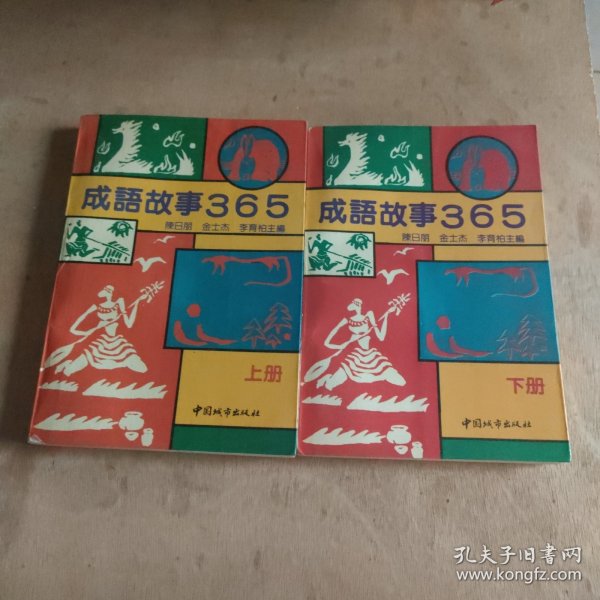 成語故事365
陳日朋 金士杰 李育柏主編
上册
中国城市出版社
成語故事365
陳日朋 金士杰 李育柏主編
下册
中国城市出版社
孔夫子旧书网
www.kongfz.com